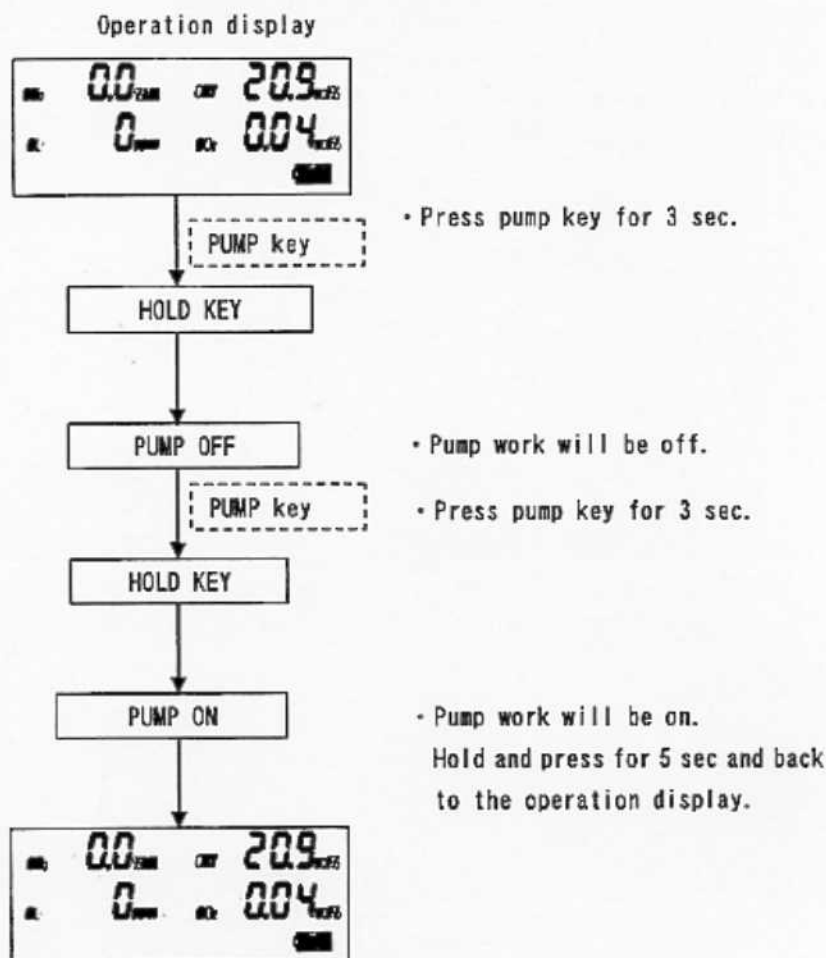 Operation display
0.0 20.9
0 0.04
PUMP key
• Press pump key for 3 sec.
HOLD KEY
PUMP OFF
• Pump work will be off.
PUMP key
• Press pump key for 3 sec.
HOLD KEY
PUMP ON
• Pump work will be on.
Hold and press for 5 sec and back
to the operation display.
0.0 20.9
0 0.04